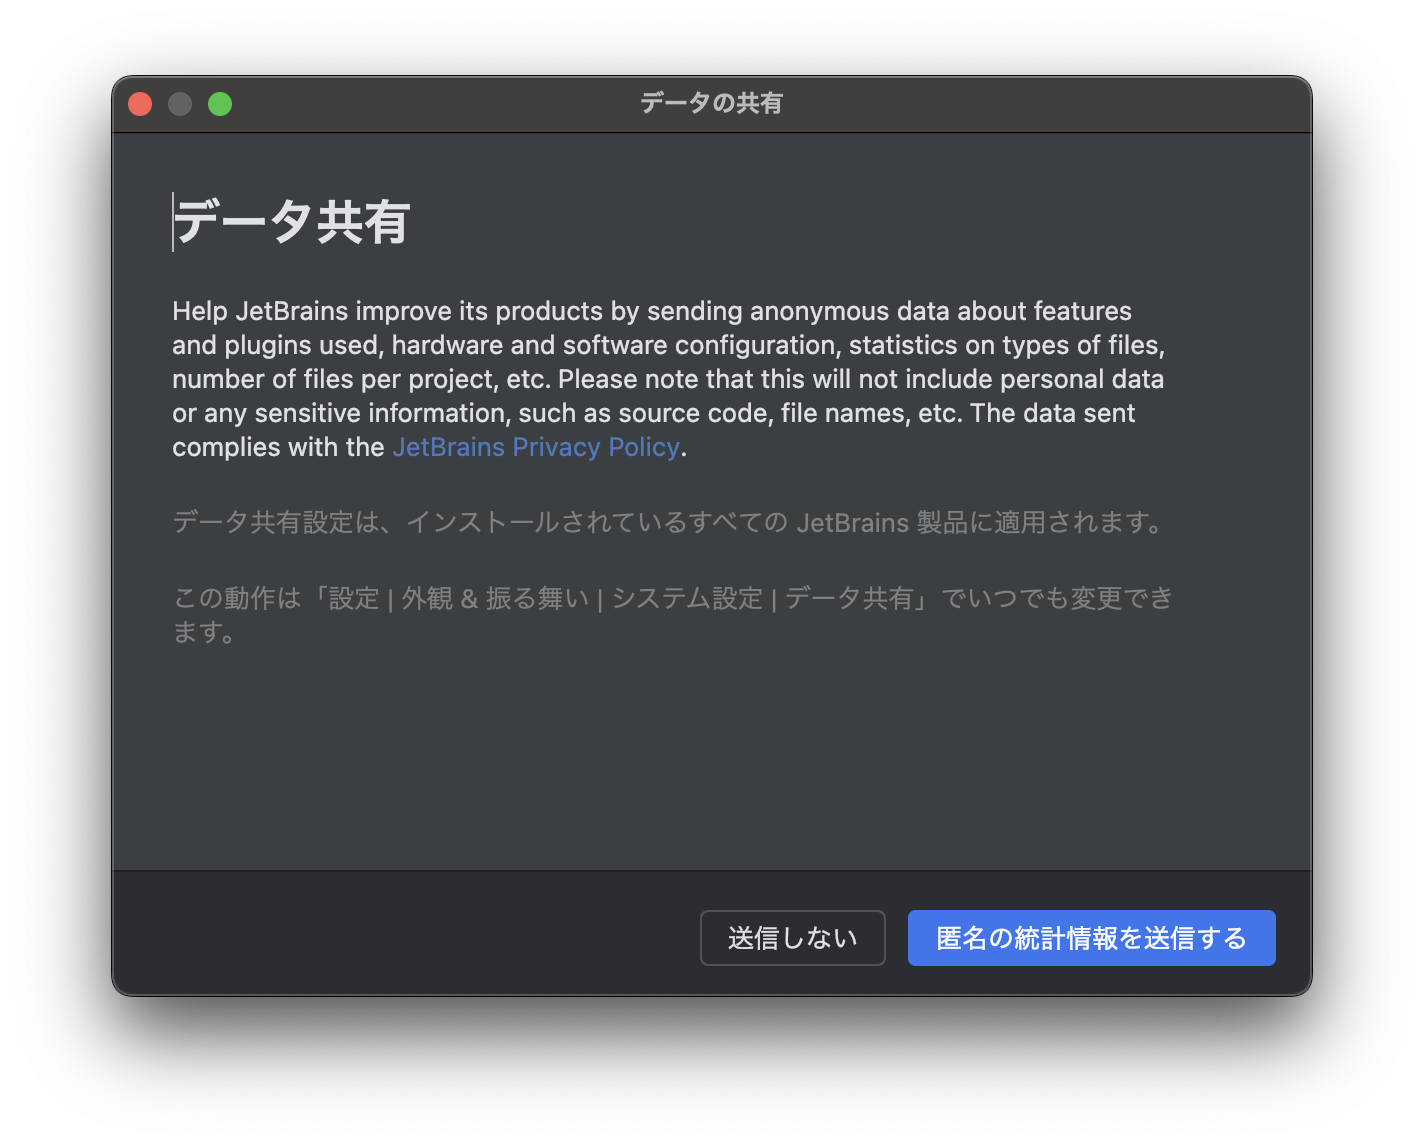 データの共有
データ共有
Help JetBrains improve its products by sending anonymous data about features
and plugins used, hardware and software configuration, statistics on types of files,
number of files per project, etc. Please note that this will not include personal data
or any sensitive information, such as source code, file names, etc. The data sent
complies with the JetBrains Privacy Policy.
データ共有設定は、インストールされているすべての JetBrains 製品に適用されます。
この動作は「設定 | 外観 & 振る舞い | システム設定 | データ共有」でいつでも変更でき
ます。
送信しない
匿名の統計情報を送信する